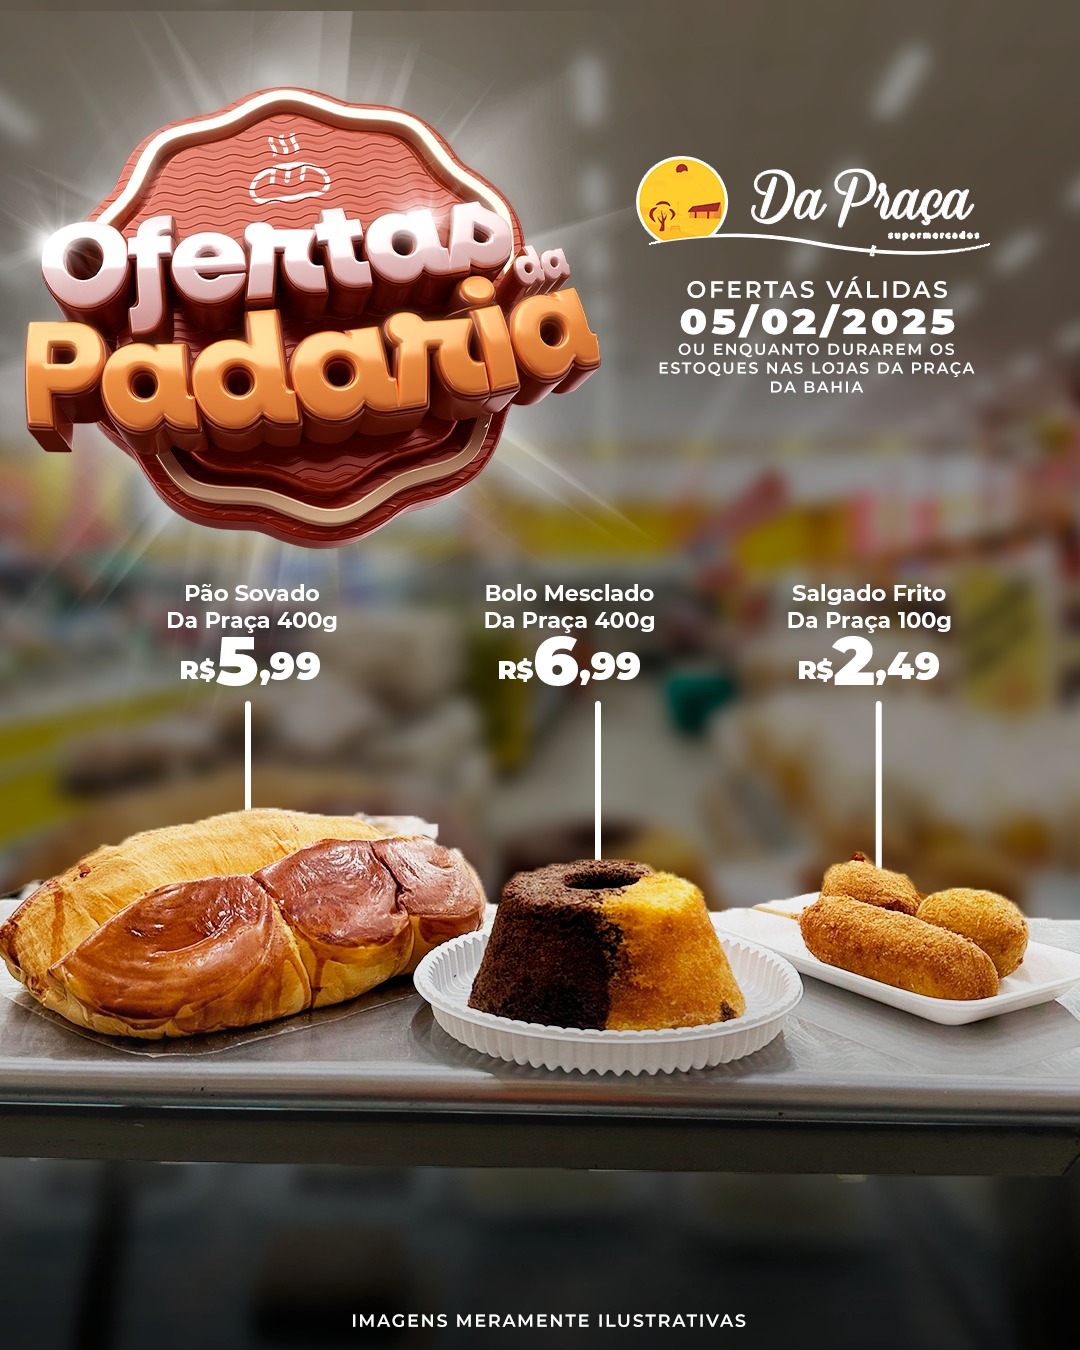 Ofertas da
Padaria
Da Praça
supermercados
OFERTAS VÁLIDAS
05/02/2025
OU ENQUANTO DURAREM OS
ESTOQUES NAS LOJAS DA PRAÇA
DA BAHIA
Pão Sovado
Da Praça 400g
R$5,99
Bolo Mesclado
Da Praça 400g
R$6,99
Salgado Frito
Da Praça 100g
R$2,49
IMAGENS MERAMENTE ILUSTRATIVAS